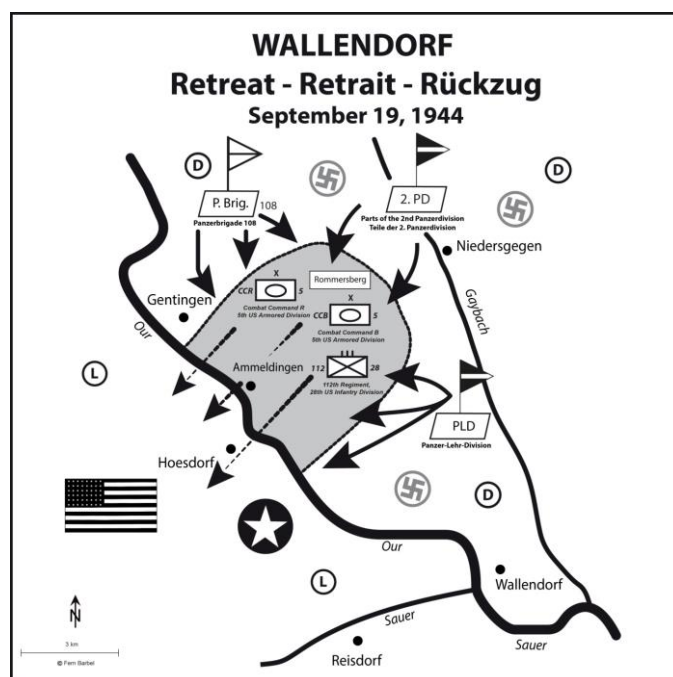 WALLENDORF
Retreat - Retrait - Rückzug
September 19, 1944
D
P. Brig.
108
Panzerbrigade 108
2. PD
Parts of the 2nd Panzerdivision
Teile der 2. Panzerdivision
D
Niedersgegen
Gaybach
Gentingen
Our
X
CCR
5
Combat Command R
5th US Armored Division
Rommersberg
X
CCB
5
Combat Command B
5th US Armored Division
L
Ammeldingen
III
112
28
112th Regiment,
28th US Infantry Division
PLD
Panzer-Lehr-Division
Hoesdorf
D
Our
L
Wallendorf
Sauer
Sauer
Reisdorf
N
3 km
© Fern Barbel